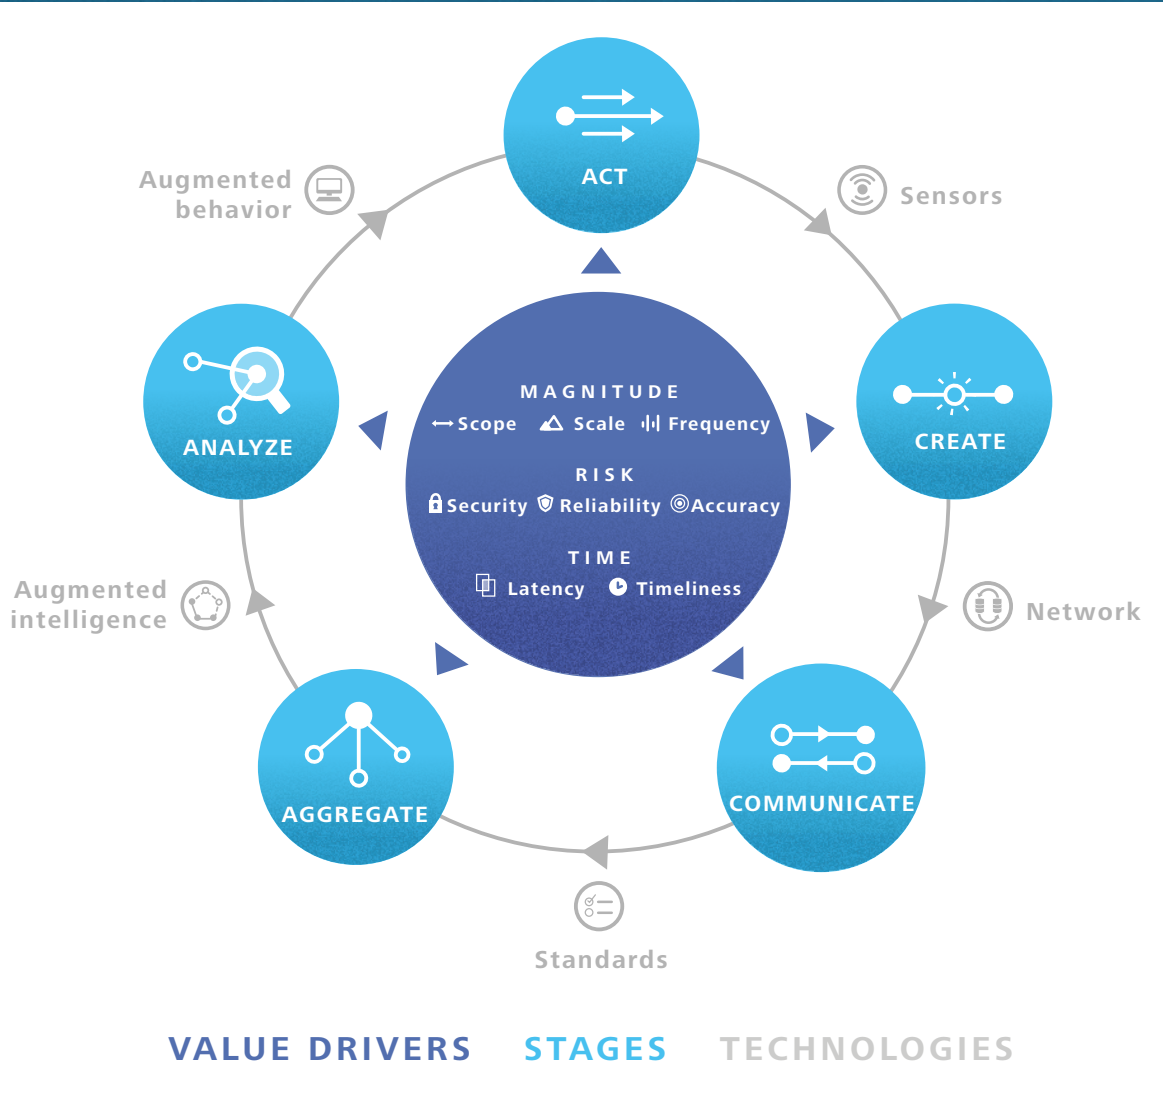 ACT
Augmented
behavior
Sensors
ANALYZE
CREATE
MAGNITUDE
Scope Scale Frequency
RISK
Security Reliability Accuracy
TIME
Latency Timeliness
Augmented
intelligence
Network
AGGREGATE
COMMUNICATE
Standards
VALUE DRIVERS STAGES TECHNOLOGIES